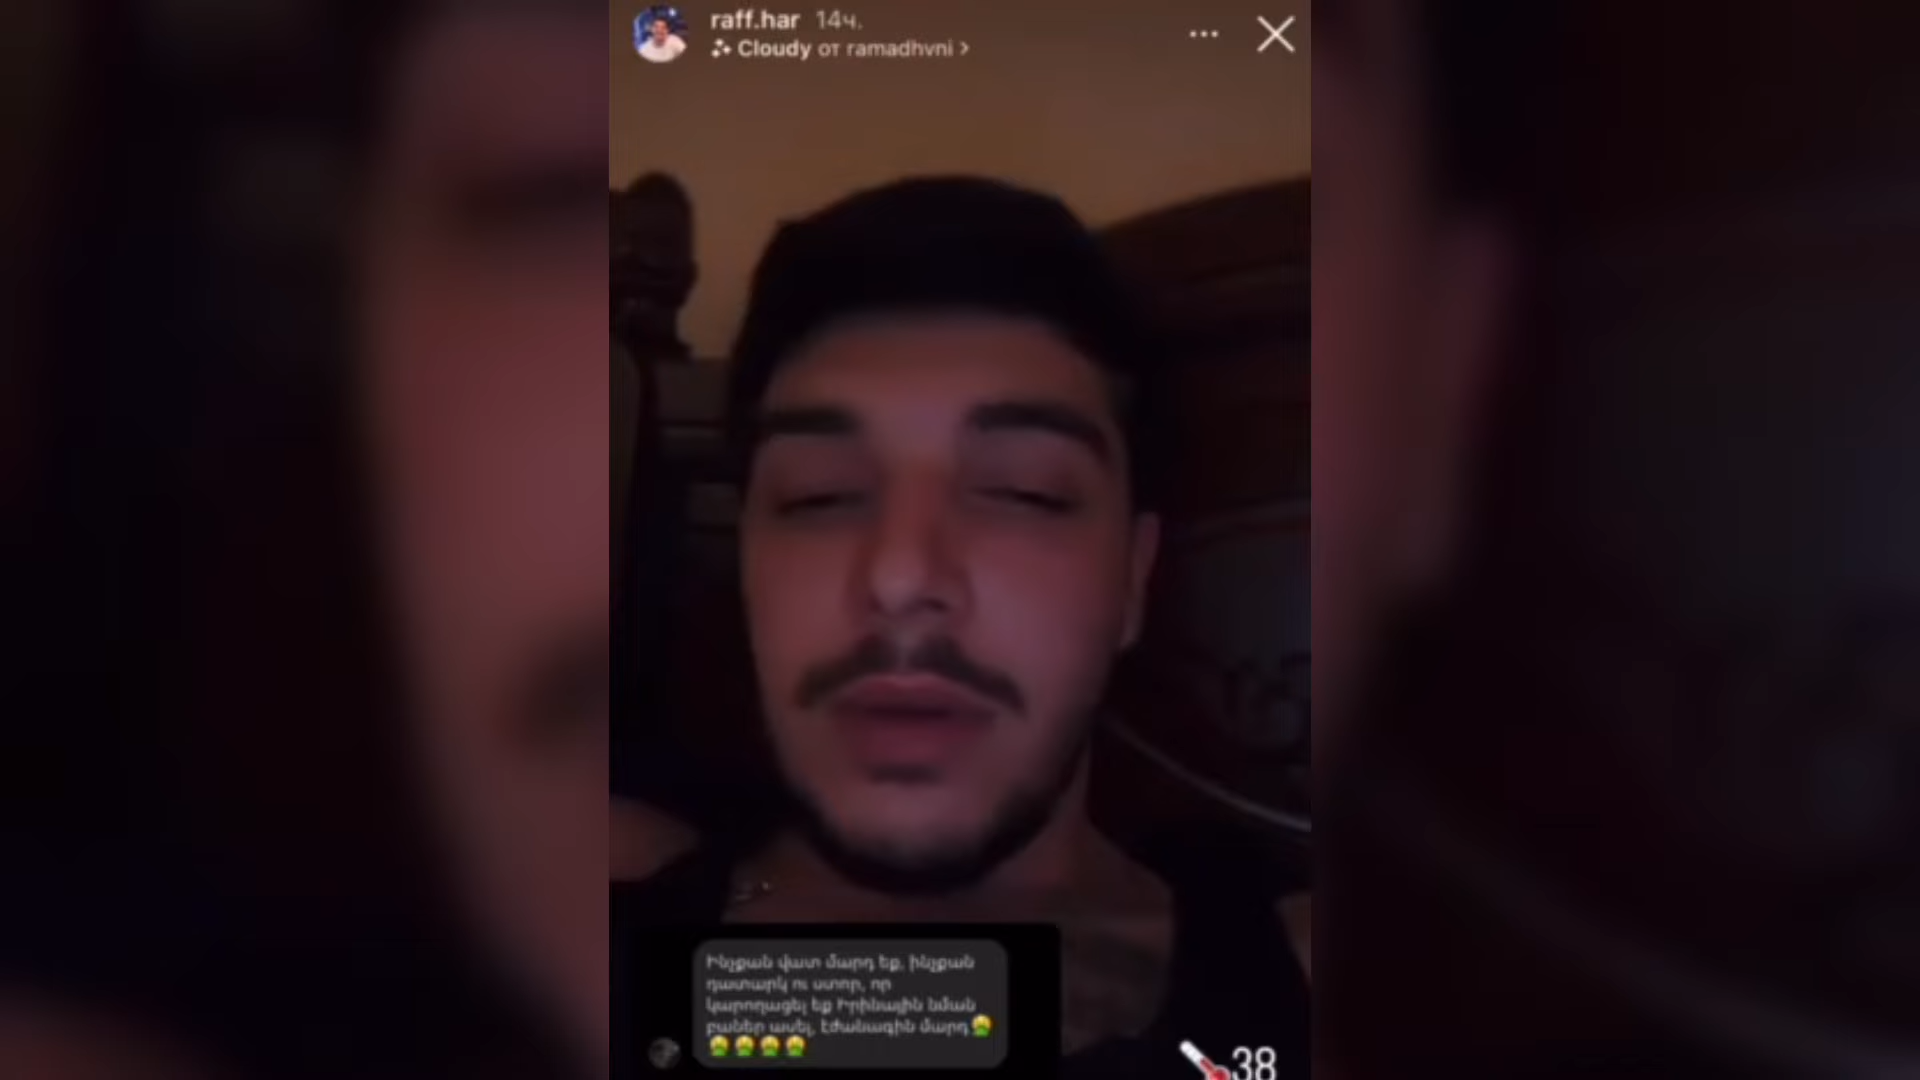 raff.har 14ч.
Cloudy от ramadhvni >
Ինչքան վատ մարդ եք, ինչքան
դատարկ ու ստոր, որ
կարողացել եք Իրինային նման
բաներ ասել, էժանագին մարդ🤮
🤮🤮🤮🤮
38